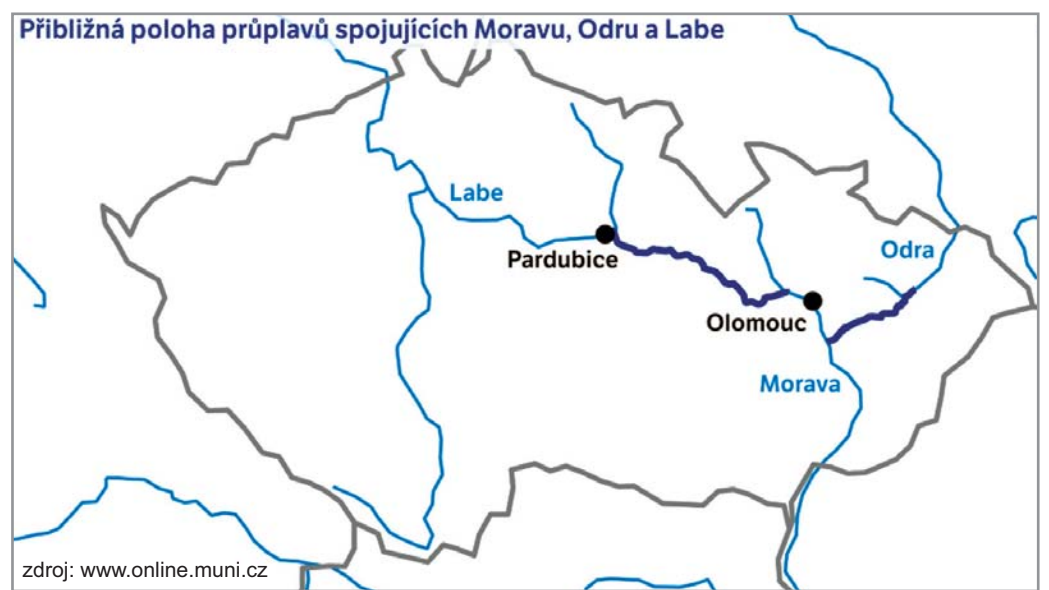 Přibližná poloha průplavů spojujících Moravu, Odru a Labe
Labe
Pardubice
Odra
Olomouc
Morava
zdroj: www.online.muni.cz